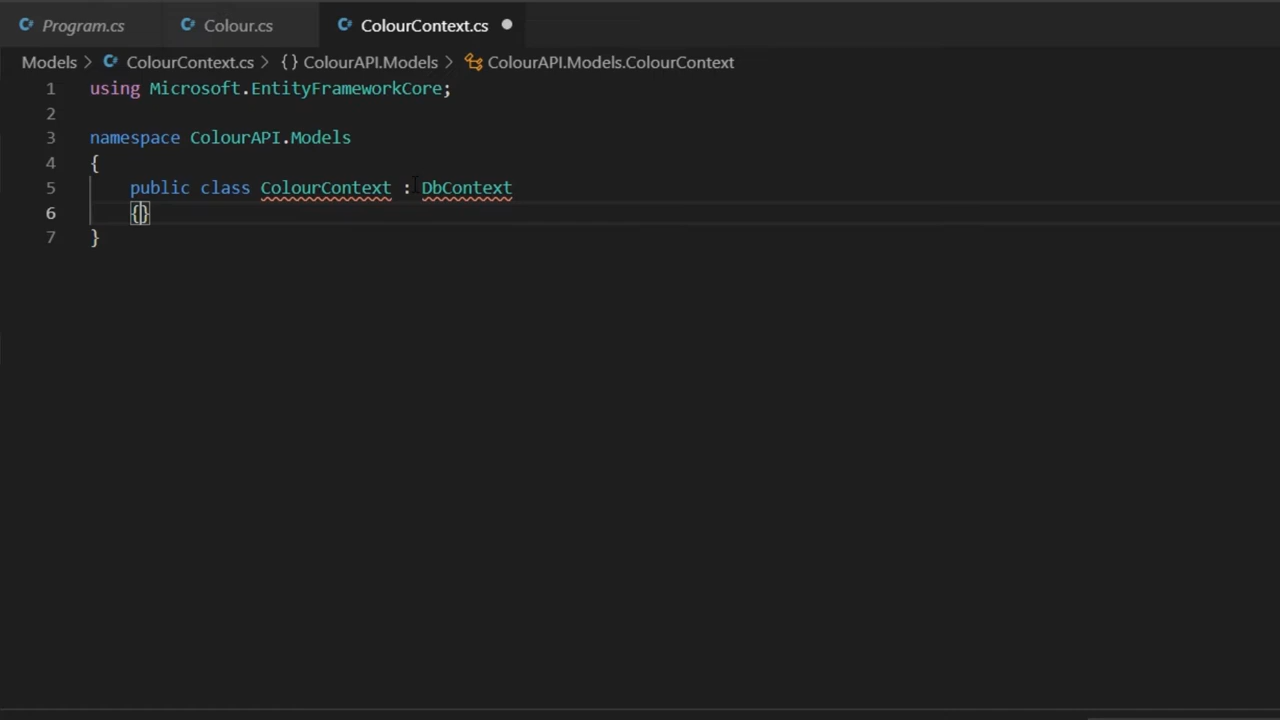 Program.cs Colour.cs ColourContext.cs
Models > ColourContext.cs > {} ColourAPI.Models > ColourAPI.Models.ColourContext
1 using Microsoft.EntityFrameworkCore;
2
3 namespace ColourAPI.Models
4 {
5 public class ColourContext : DbContext
6 {}
7 }